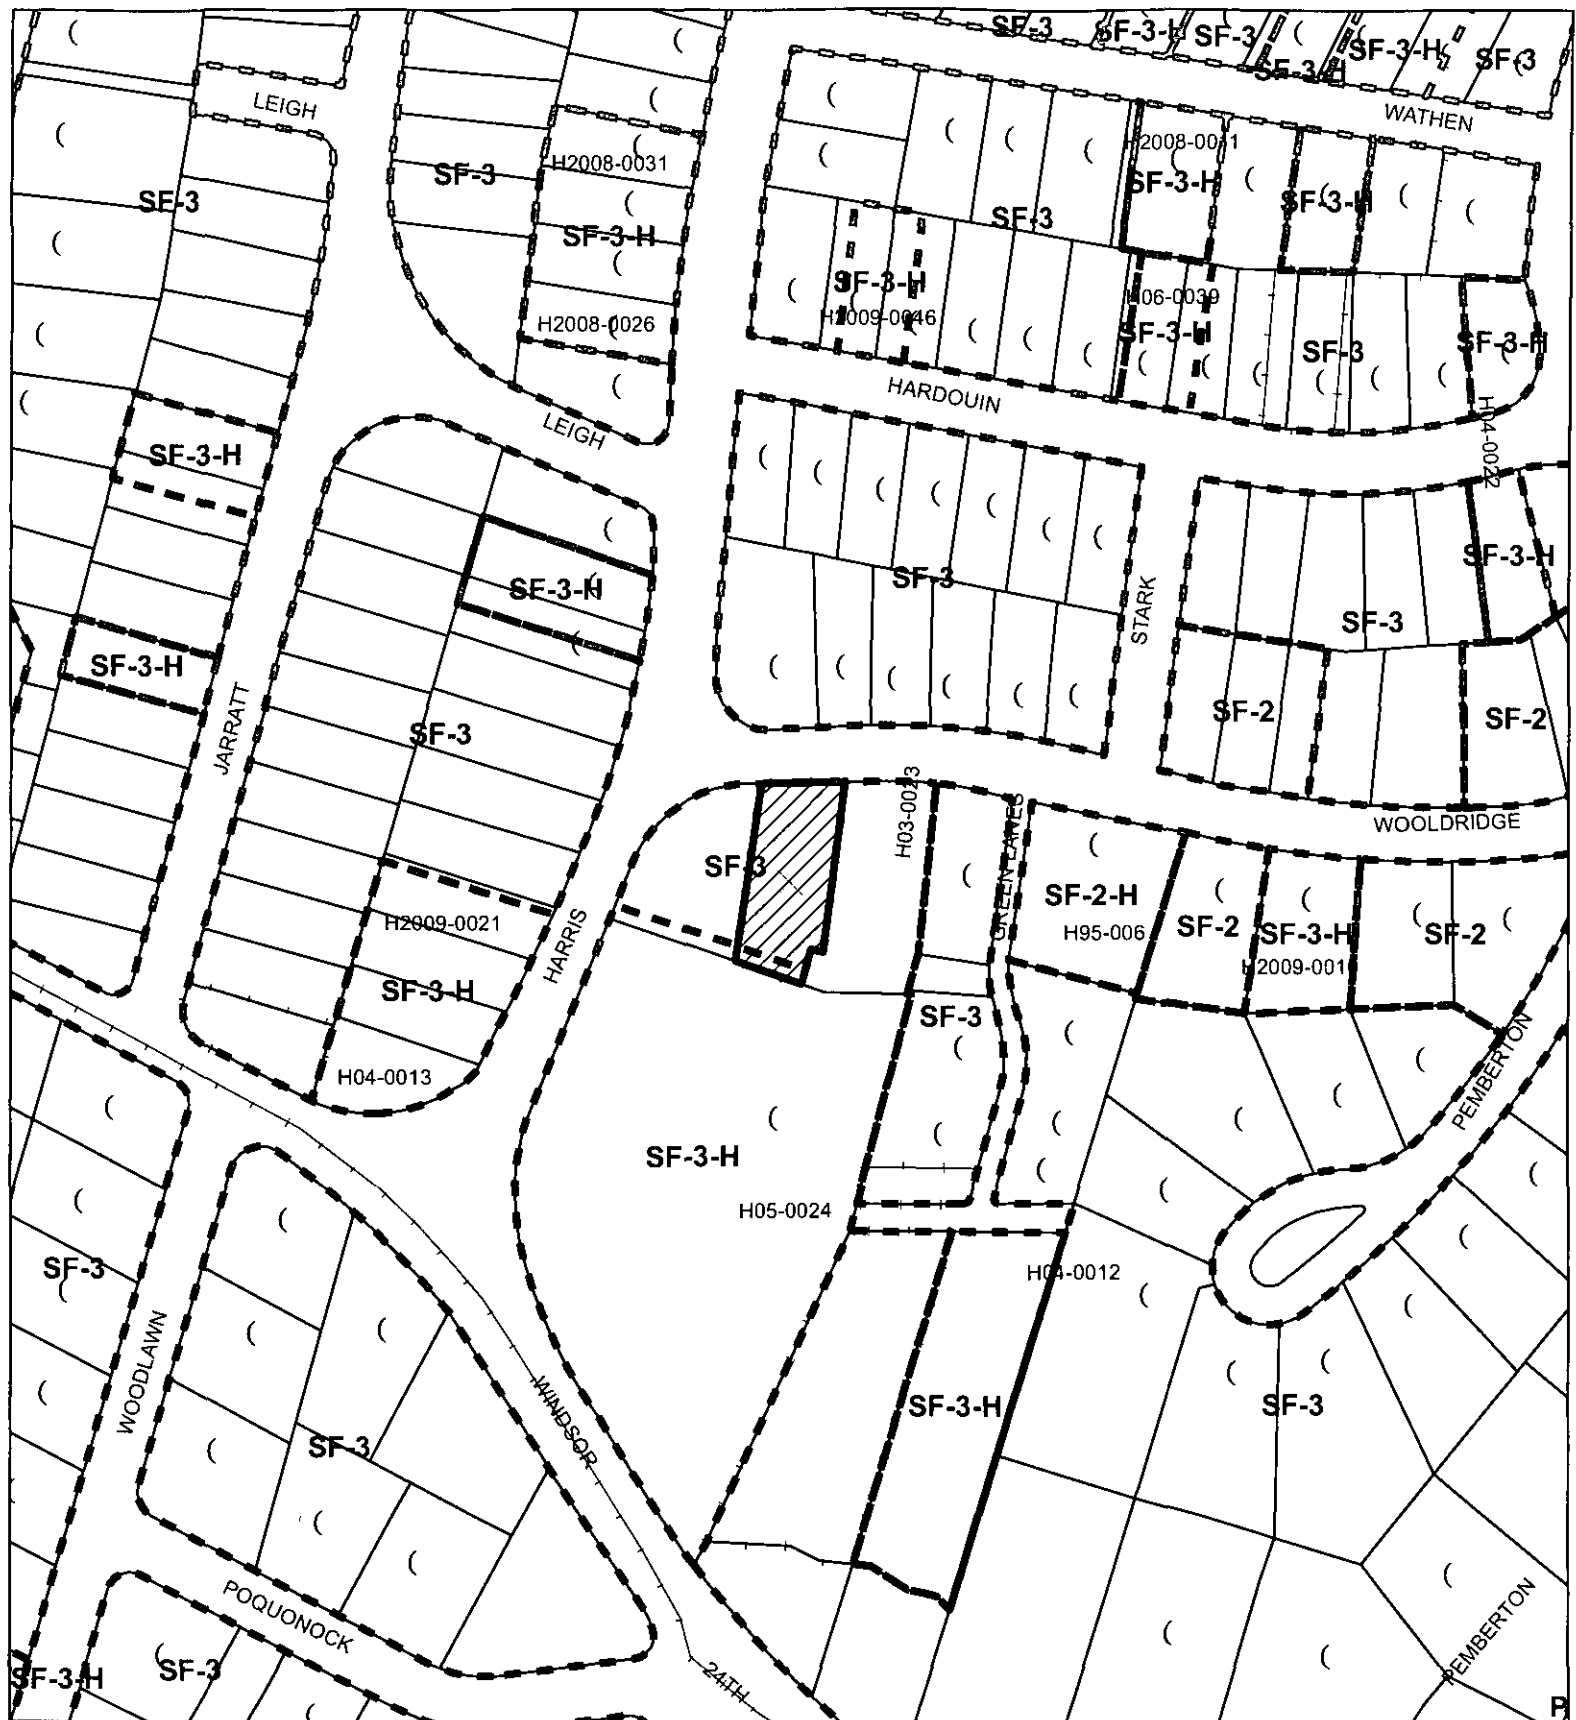 SF-3
SF-3-H
SF-3
SF-3-H
SF-3-H
SF-3
LEIGH
WATHEN
H2008-0031
SF-3
SF-3
SF-3-H
SF-3
SF-3-H
SF-3-H
SF-3-H
H2009-0046
H06-0039
SF-3-H
SF-3
SF-3-H
H2008-0026
HARDOUIN
LEIGH
H04-0022
SF-3-H
SF-3-H
SF-3
SF-3-H
STARK
SF-3
SF-3-H
SF-2
SF-2
JARRATT
SF-3
H03-0023
GREEN LANES
WOOLDRIDGE
SF-3
SF-2-H
H95-006
SF-2
SF-3-H
SF-2
H2009-0021
HARRIS
SF-3-H
SF-3
PEMBERTON
H04-0013
SF-3-H
H05-0024
SF-3
H04-0012
WOODLAWN
WINDSOR
SF-3-H
SF-3
SF-3
POQUONOCK
PEMBERTON
SF-3-H
SF-3
24TH
P